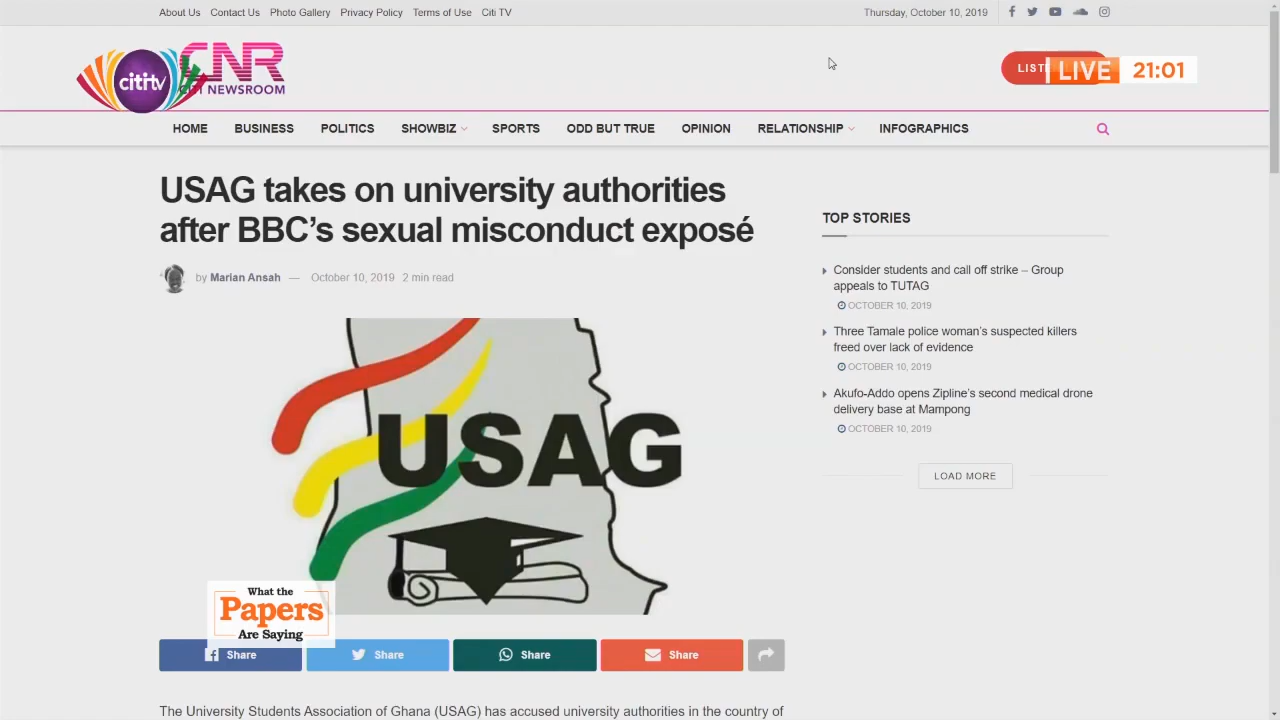 About Us Contact Us Photo Gallery Privacy Policy Terms of Use Citi TV
Thursday, October 10, 2019
citi tv
CNR
NEWSROOM
LIVE 21:01
HOME BUSINESS POLITICS SHOWBIZ SPORTS ODD BUT TRUE OPINION RELATIONSHIP INFOGRAPHICS
USAG takes on university authorities
after BBC’s sexual misconduct exposé
by Marian Ansah — October 10, 2019 2 min read
USAG
What the
Papers
Are Saying
Share Share Share Share
The University Students Association of Ghana (USAG) has accused university authorities in the country of
TOP STORIES
Consider students and call off strike – Group
appeals to TUTAG
OCTOBER 10, 2019
Three Tamale police woman’s suspected killers
freed over lack of evidence
OCTOBER 10, 2019
Akufo-Addo opens Zipline’s second medical drone
delivery base at Mampong
OCTOBER 10, 2019
LOAD MORE